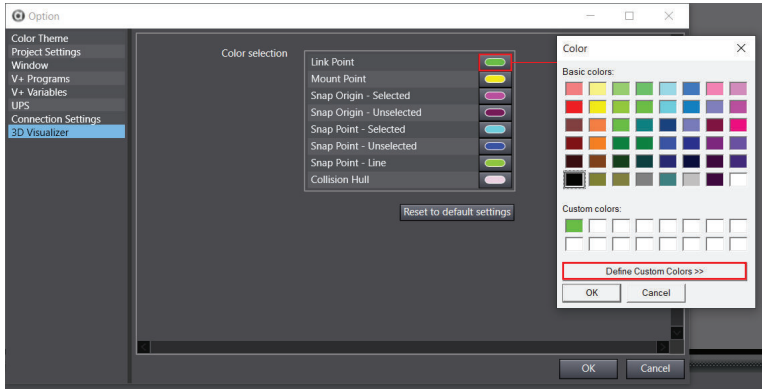 Option
Color Theme
Project Settings
Window
V+ Programs
V+ Variables
UPS
Connection Settings
3D Visualizer
Color selection
Link Point
Mount Point
Snap Origin - Selected
Snap Origin - Unselected
Snap Point - Selected
Snap Point - Unselected
Snap Point - Line
Collision Hull
Reset to default settings
OK Cancel
Color
Basic colors:
Custom colors:
Define Custom Colors >>
OK Cancel